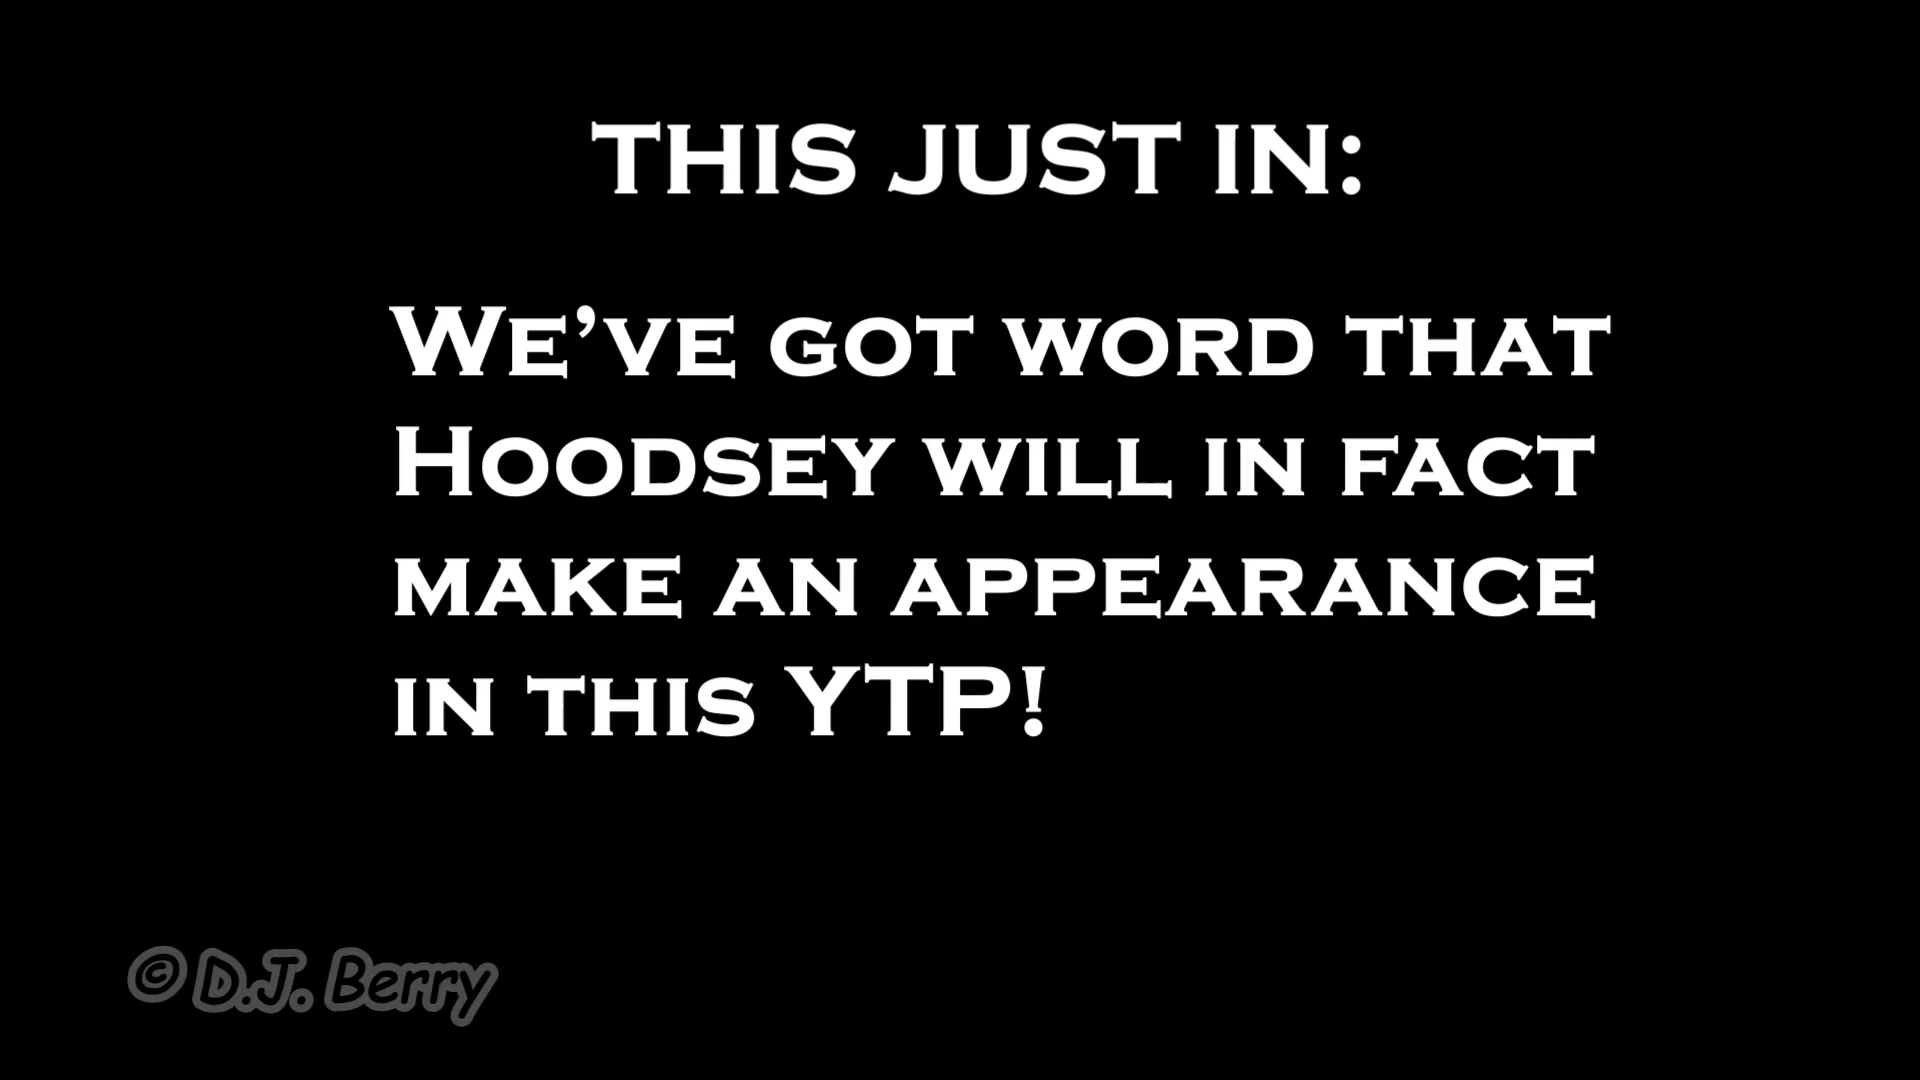 THIS JUST IN:
WE’VE GOT WORD THAT
HOODSEY WILL IN FACT
MAKE AN APPEARANCE
IN THIS YTP!
© D.J. Berry